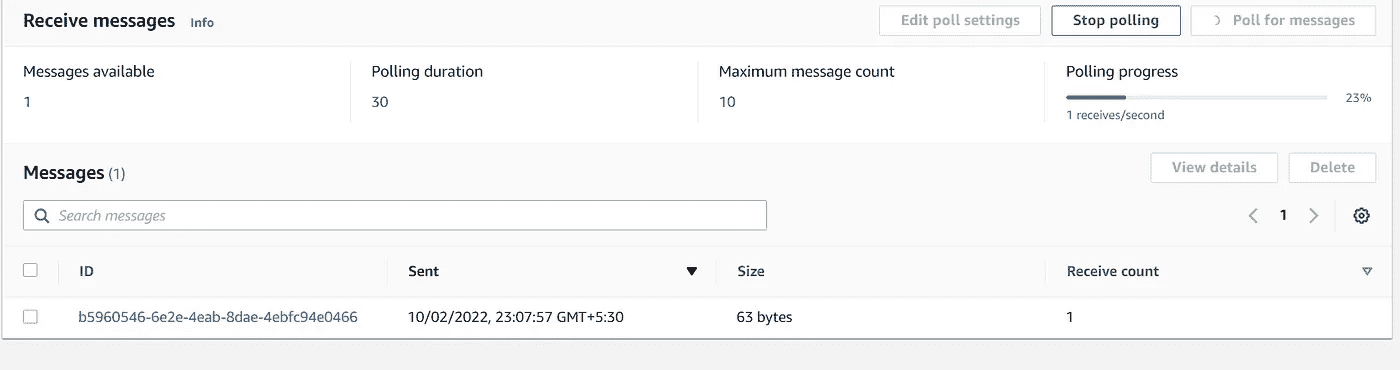 Receive messages Info Edit poll settings Stop polling Poll for messages
Messages available Polling duration Maximum message count Polling progress
1 30 10 23%
1 receives/second
Messages (1) View details Delete
Search messages 1
ID Sent Size Receive count
b5960546-6e2e-4eab-8dae-4ebfc94e0466 10/02/2022, 23:07:57 GMT+5:30 63 bytes 1